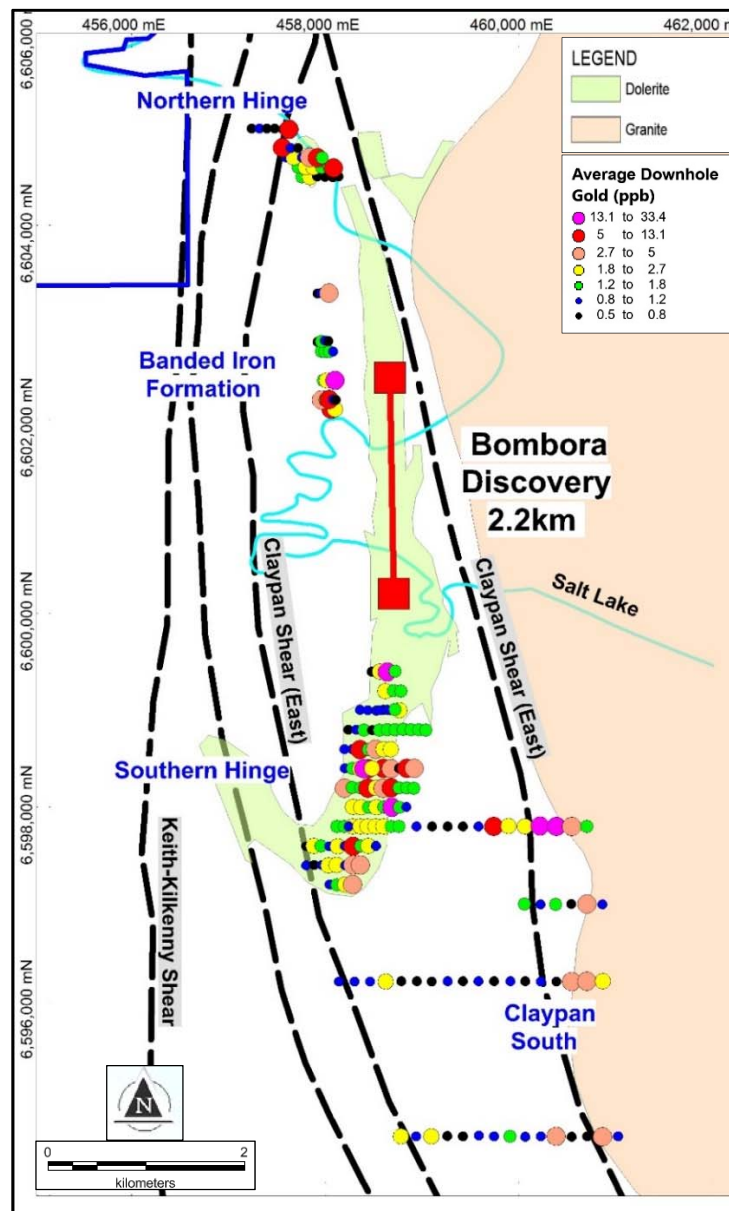 456,000 mE
458,000 mE
460,000 mE
462,000 mE
6,606,000 mN
6,604,000 mN
6,602,000 mN
6,600,000 mN
6,598,000 mN
6,596,000 mN
LEGEND
Dolerite
Granite
Average Downhole
Gold (ppb)
13.1 to 33.4
5 to 13.1
2.7 to 5
1.8 to 2.7
1.2 to 1.8
0.8 to 1.2
0.5 to 0.8
Northern Hinge
Banded Iron
Formation
Bombora
Discovery
2.2km
Claypan Shear (East)
Claypan Shear (East)
Salt Lake
Southern Hinge
Keith-Kilkenny Shear
Claypan
South
N
0
2
kilometers